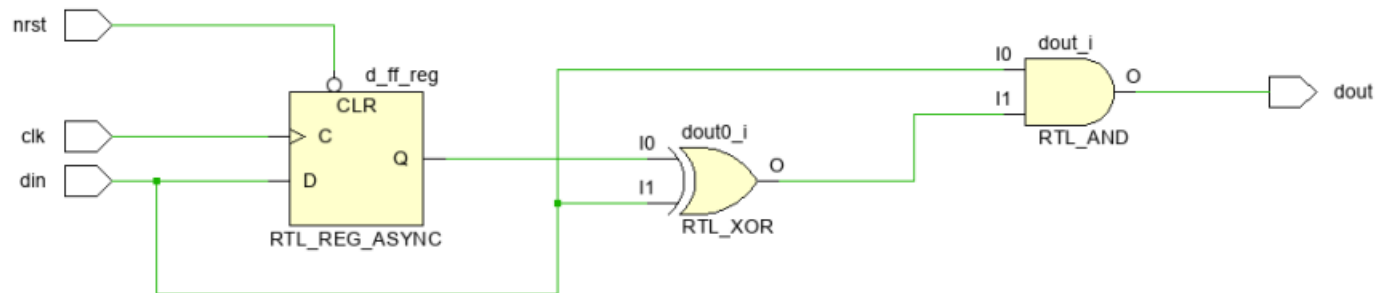 nrst
d_ff_reg
CLR
clk
C
Q
din
D
RTL_REG_ASYNC
dout0_i
I0
I1
O
RTL_XOR
dout_i
I0
I1
O
RTL_AND
dout